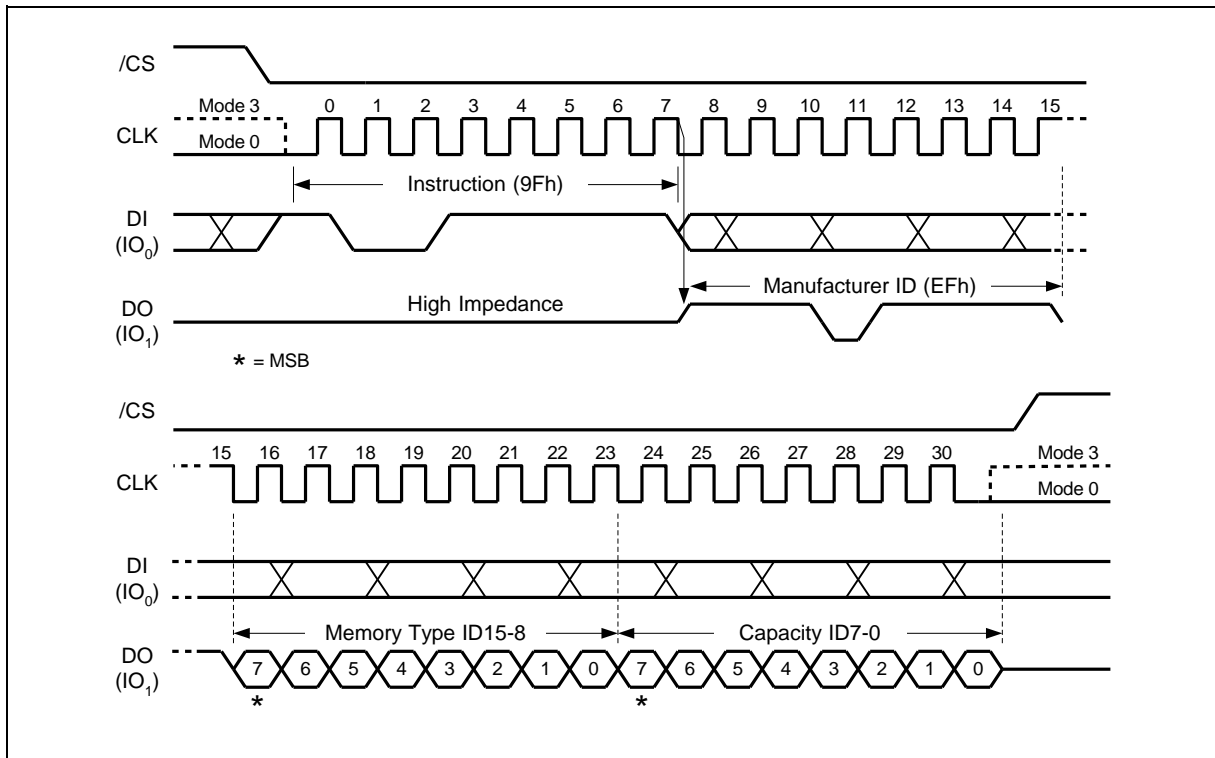 /CS
Mode 3 0 1 2 3 4 5 6 7 8 9 10 11 12 13 14 15
CLK
Mode 0
Instruction (9Fh)
DI
(IO0)
Manufacturer ID (EFh)
High Impedance
DO
(IO1)
* = MSB
/CS
15 16 17 18 19 20 21 22 23 24 25 26 27 28 29 30 Mode 3
CLK
Mode 0
DI
(IO0)
Memory Type ID15-8 Capacity ID7-0
DO
(IO1)
7 6 5 4 3 2 1 0 7 6 5 4 3 2 1 0
* *